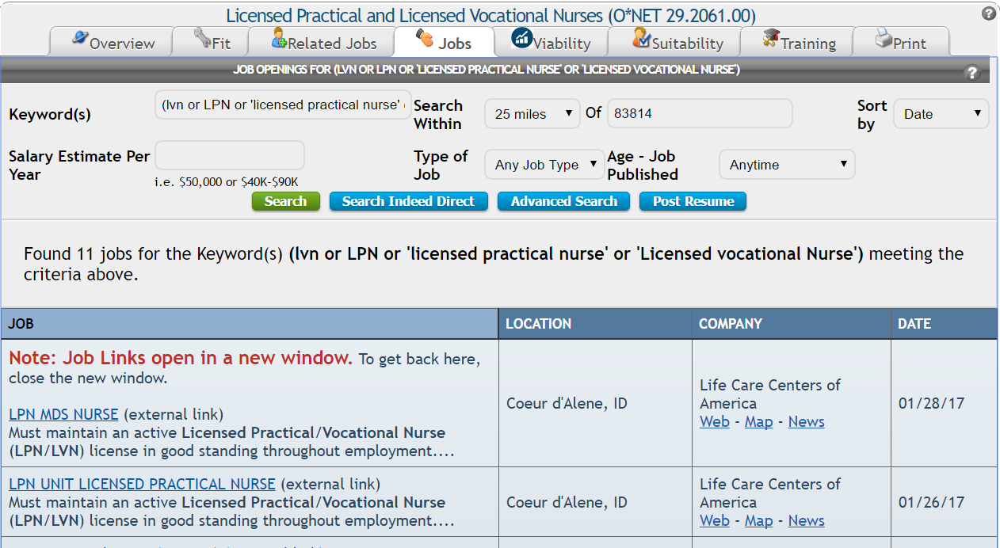 Licensed Practical and Licensed Vocational Nurses (O*NET 29.2061.00)
?
Overview Fit Related Jobs Jobs Viability Suitability Training Print
JOB OPENINGS FOR (LVN OR LPN OR 'LICENSED PRACTICAL NURSE' OR 'LICENSED VOCATIONAL NURSE')
?
Keyword(s) (lvn or LPN or 'licensed practical nurse' Search Within 25 miles Of 83814 Sort by Date
Salary Estimate Per Year
i.e. $50,000 or $40K-$90K
Type of Job Any Job Type Age - Job Published Anytime
Search Search Indeed Direct Advanced Search Post Resume
Found 11 jobs for the Keyword(s) (lvn or LPN or 'licensed practical nurse' or 'Licensed vocational Nurse') meeting the
criteria above.
JOB LOCATION COMPANY DATE
Note: Job Links open in a new window. To get back here,
close the new window.
LPN MDS NURSE (external link)
Must maintain an active Licensed Practical/Vocational Nurse
(LPN/LVN) license in good standing throughout employment....
Coeur d'Alene, ID
Life Care Centers of
America
Web - Map - News
01/28/17
LPN UNIT LICENSED PRACTICAL NURSE (external link)
Must maintain an active Licensed Practical/Vocational Nurse
(LPN/LVN) license in good standing throughout employment....
Coeur d'Alene, ID
Life Care Centers of
America
Web - Map - News
01/26/17